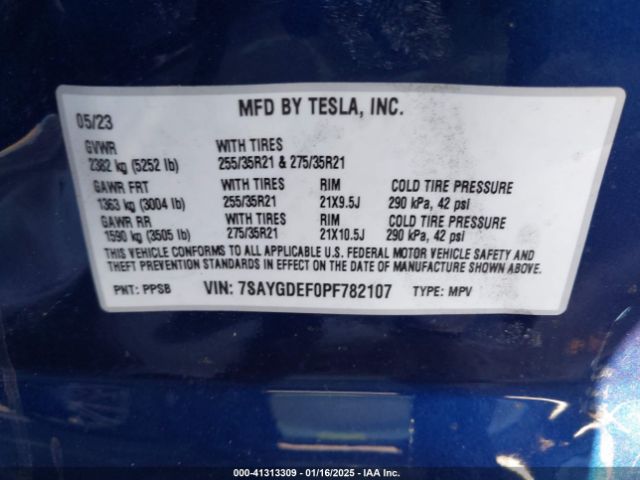 MFD BY TESLA, INC.
05/23
GVWR WITH TIRES
2382 kg (5252 lb) 255/35R21 & 275/35R21
GAWR FRT WITH TIRES RIM COLD TIRE PRESSURE
1363 kg (3004 lb) 255/35R21 21X9.5J 290 kPa, 42 psi
GAWR RR WITH TIRES RIM COLD TIRE PRESSURE
1590 kg (3505 lb) 275/35R21 21X10.5J 290 kPa, 42 psi
THIS VEHICLE CONFORMS TO ALL APPLICABLE U.S. FEDERAL MOTOR VEHICLE SAFETY AND
THEFT PREVENTION STANDARDS IN EFFECT ON THE DATE OF MANUFACTURE SHOWN ABOVE.
PNT: PPSB VIN: 7SAYGDEF0PF782107 TYPE: MPV
000-41313309 - 01/16/2025 - IAA Inc.